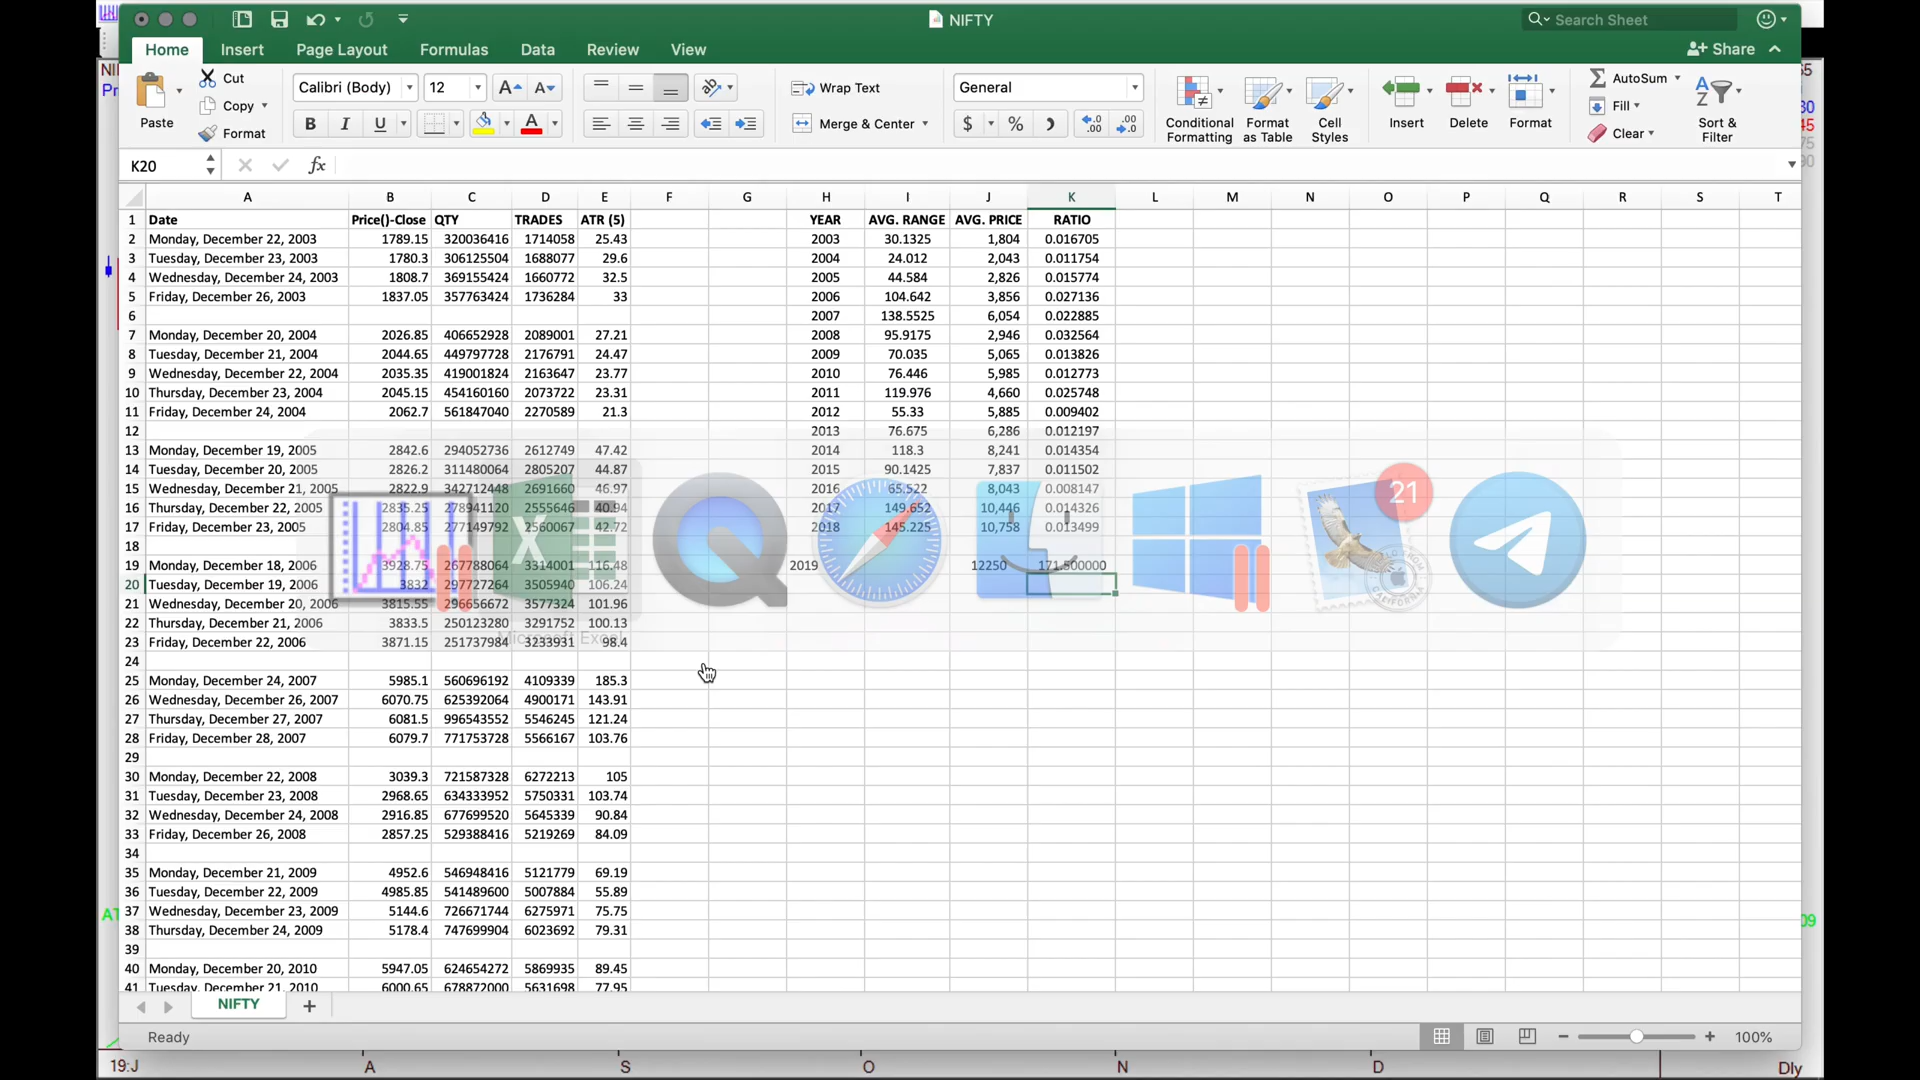 NIFTY
Search Sheet
Home Insert Page Layout Formulas Data Review View Share
Paste Cut Copy Format
Calibri (Body) 12
B I U
Wrap Text
Merge & Center
General
$ % )
Conditional Formatting
Format as Table
Cell Styles
Insert Delete Format
AutoSum
Fill
Clear
Sort & Filter
K20 fx
A B C D E F G H I J K L M N O P Q R S T
1 Date Price()-Close QTY TRADES ATR (5) YEAR AVG. RANGE AVG. PRICE RATIO
2 Monday, December 22, 2003 1789.15 320036416 1714058 25.43 2003 30.1325 1,804 0.016705
3 Tuesday, December 23, 2003 1780.3 306125504 1688077 29.6 2004 24.012 2,043 0.011754
4 Wednesday, December 24, 2003 1808.7 369155424 1660772 32.5 2005 44.584 2,826 0.015774
5 Friday, December 26, 2003 1837.05 357763424 1736284 33 2006 104.642 3,856 0.027136
6 2007 138.5525 6,054 0.022885
7 Monday, December 20, 2004 2026.85 406652928 2089001 27.21 2008 95.9175 2,946 0.032564
8 Tuesday, December 21, 2004 2044.65 449797728 2176791 24.47 2009 70.035 5,065 0.013826
9 Wednesday, December 22, 2004 2035.35 419001824 2163647 23.77 2010 76.446 5,985 0.012773
10 Thursday, December 23, 2004 2045.15 454160160 2073722 23.31 2011 119.976 4,660 0.025748
11 Friday, December 24, 2004 2062.7 561847040 2270589 21.3 2012 55.33 5,885 0.009402
12 2013 76.675 6,286 0.012197
13 Monday, December 19, 2005 2842.6 294052736 2612749 47.42 2014 118.3 8,241 0.014354
14 Tuesday, December 20, 2005 2826.2 311480064 2805207 44.87 2015 90.1425 7,837 0.011502
15 Wednesday, December 21, 2005 2822.9 342712448 2691660 46.97 2016 65.522 8,043 0.008147
16 Thursday, December 22, 2005 2835.25 278941120 2555646 40.94 2017 149.652 10,446 0.014326
17 Friday, December 23, 2005 2804.85 277149792 2560067 42.72 2018 145.225 10,758 0.013499
18
19 Monday, December 18, 2006 3928.75 267788064 3314001 116.48 2019 12250 171.500000
20 Tuesday, December 19, 2006 3832 297727264 3505940 106.24
21 Wednesday, December 20, 2006 3815.55 296656672 3577324 101.96
22 Thursday, December 21, 2006 3833.5 250123280 3291752 100.13
23 Friday, December 22, 2006 3871.15 251737984 3233931 98.4
24
25 Monday, December 24, 2007 5985.1 560696192 4109339 185.3
26 Wednesday, December 26, 2007 6070.75 625392064 4900171 143.91
27 Thursday, December 27, 2007 6081.5 996543552 5546245 121.24
28 Friday, December 28, 2007 6079.7 771753728 5566167 103.76
29
30 Monday, December 22, 2008 3039.3 721587328 6272213 105
31 Tuesday, December 23, 2008 2968.65 634333952 5750331 103.74
32 Wednesday, December 24, 2008 2916.85 677699520 5645339 90.84
33 Friday, December 26, 2008 2857.25 529388416 5219269 84.09
34
35 Monday, December 21, 2009 4952.6 546948416 5121779 69.19
36 Tuesday, December 22, 2009 4985.85 541489600 5007884 55.89
37 Wednesday, December 23, 2009 5144.6 726671744 6275971 75.75
38 Thursday, December 24, 2009 5178.4 747699904 6023692 79.31
39
40 Monday, December 20, 2010 5947.05 624654272 5869935 89.45
41 Tuesday, December 21, 2010 6000.65 678872000 5631698 77.95
21
Microsoft Excel
NIFTY
Ready 100%
19:J A S O N D Dly